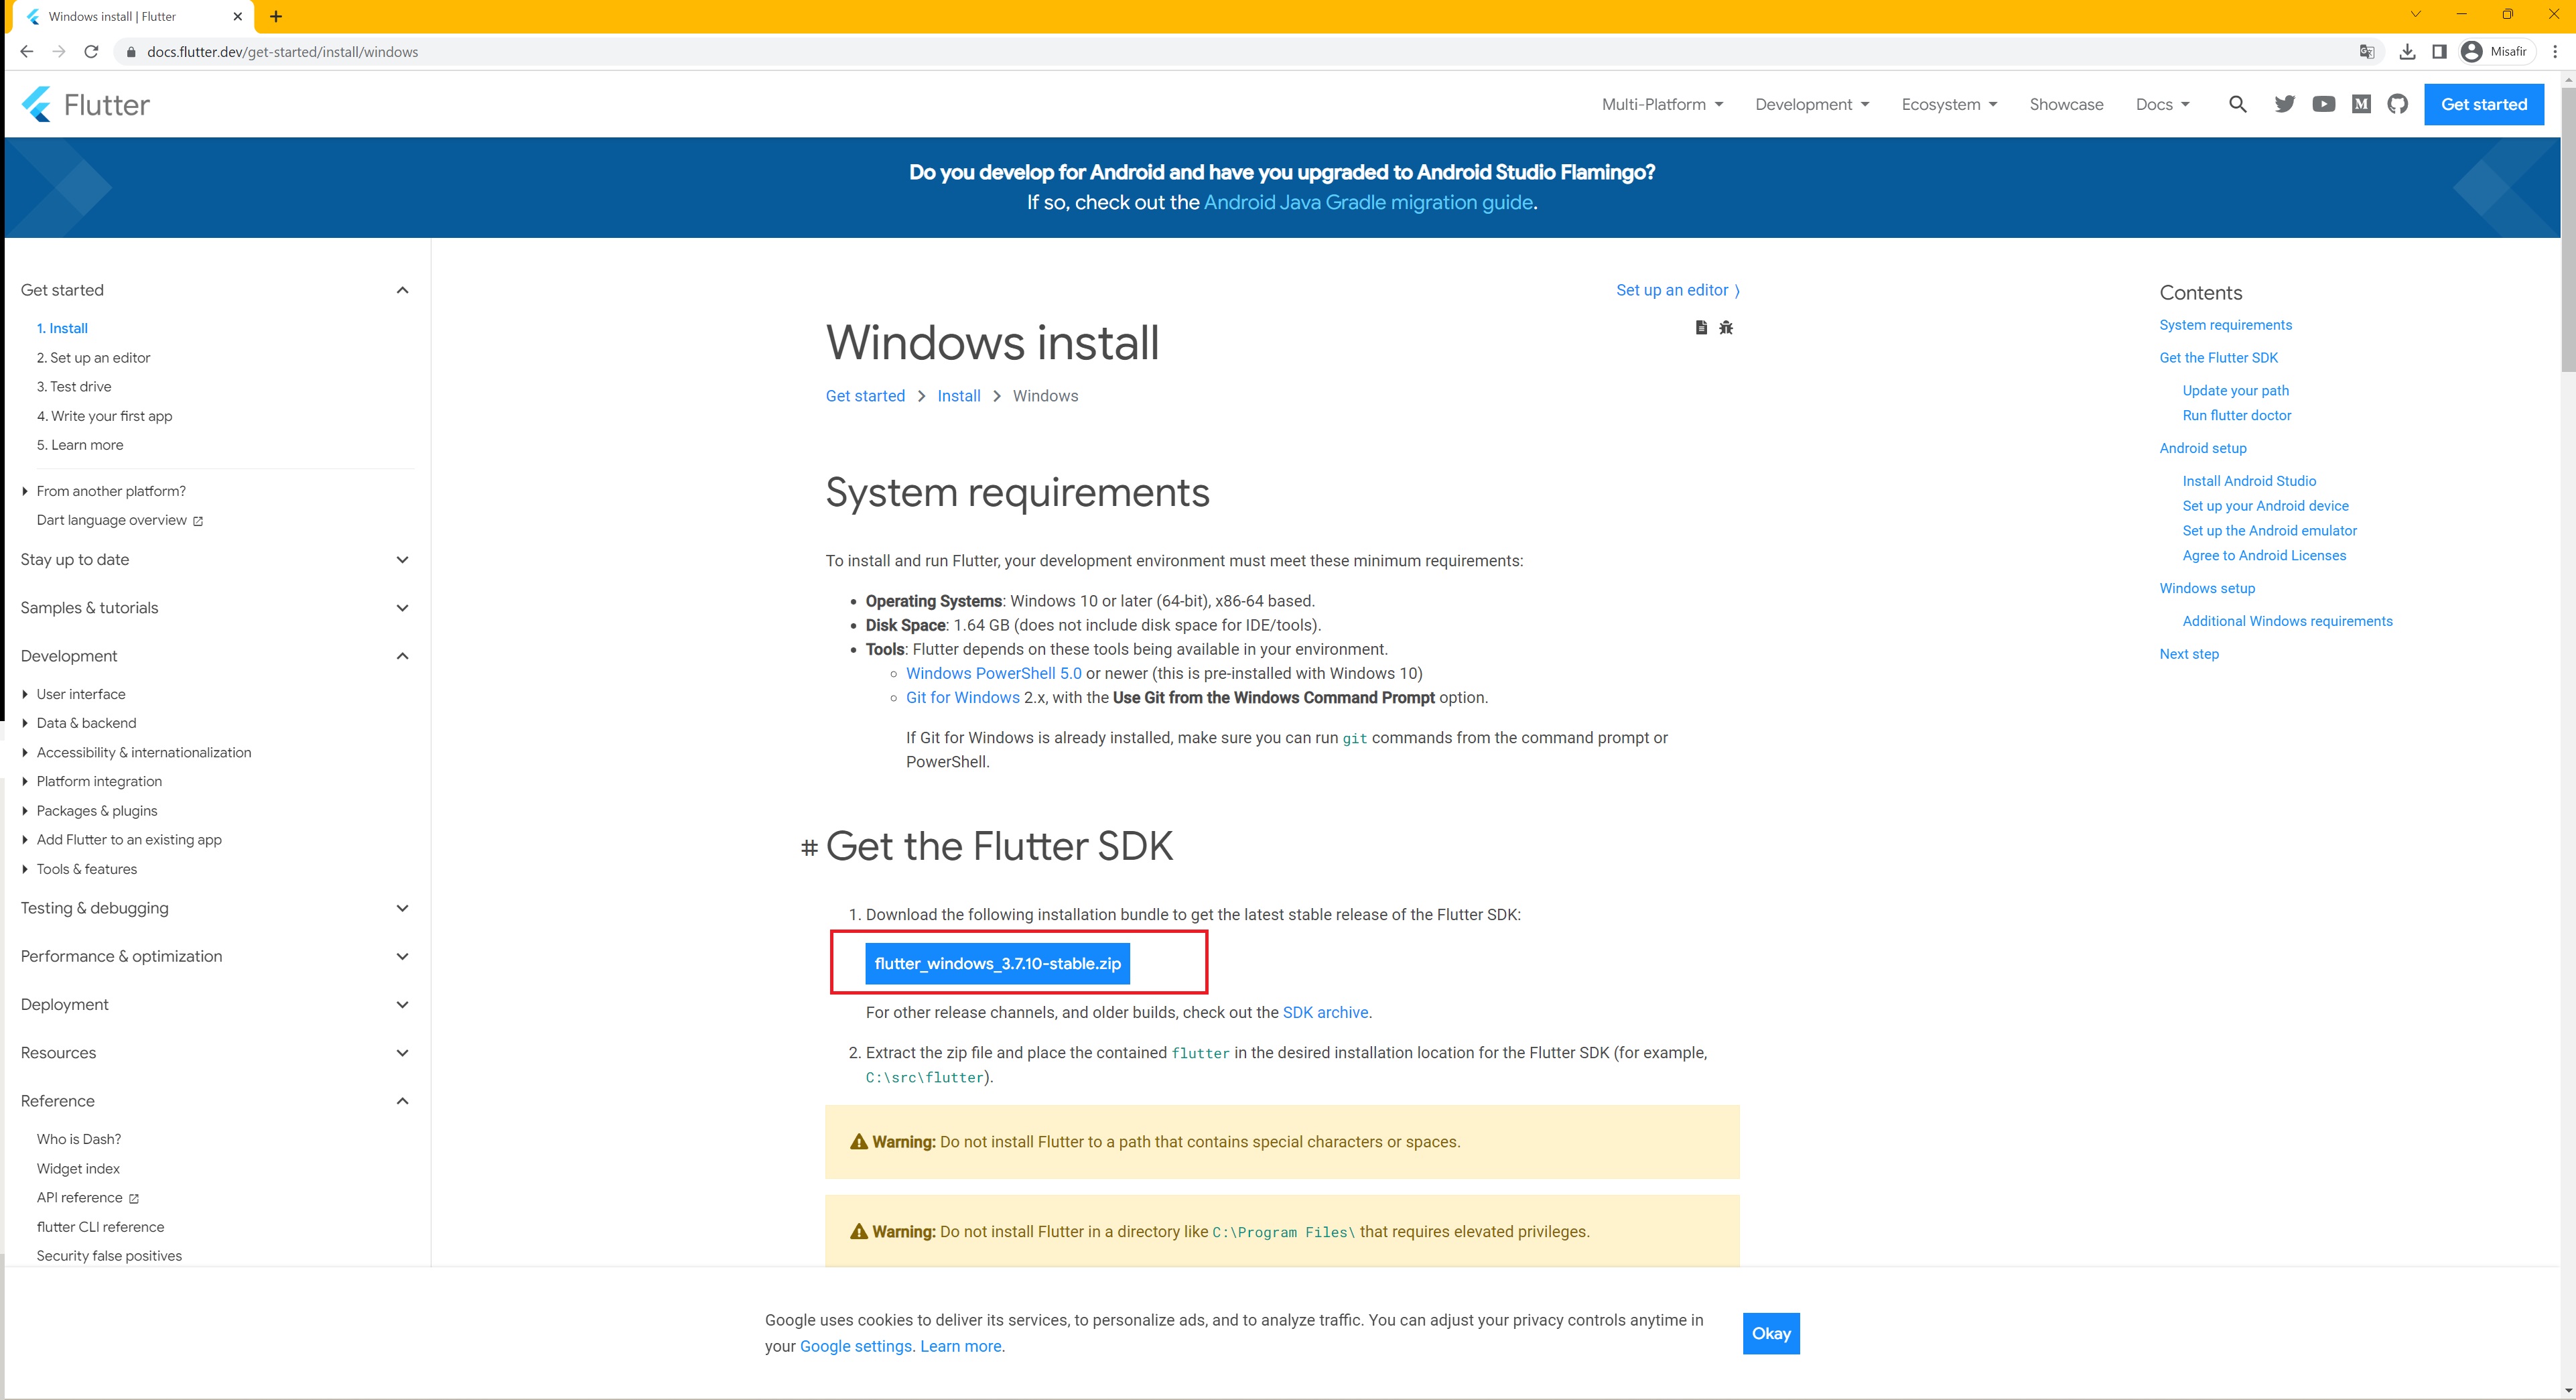 Windows install | Flutter
docs.flutter.dev/get-started/install/windows
Misafir
Flutter
Multi-Platform
Development
Ecosystem
Showcase
Docs
Get started
Do you develop for Android and have you upgraded to Android Studio Flamingo?
If so, check out the Android Java Gradle migration guide.
Get started
1. Install
2. Set up an editor
3. Test drive
4. Write your first app
5. Learn more
From another platform?
Dart language overview
Stay up to date
Samples & tutorials
Development
User interface
Data & backend
Accessibility & internationalization
Platform integration
Packages & plugins
Add Flutter to an existing app
Tools & features
Testing & debugging
Performance & optimization
Deployment
Resources
Reference
Who is Dash?
Widget index
API reference
flutter CLI reference
Security false positives
Set up an editor
Windows install
Get started > Install > Windows
System requirements
To install and run Flutter, your development environment must meet these minimum requirements:
• Operating Systems: Windows 10 or later (64-bit), x86-64 based.
• Disk Space: 1.64 GB (does not include disk space for IDE/tools).
• Tools: Flutter depends on these tools being available in your environment.
◦ Windows PowerShell 5.0 or newer (this is pre-installed with Windows 10)
◦ Git for Windows 2.x, with the Use Git from the Windows Command Prompt option.
If Git for Windows is already installed, make sure you can run git commands from the command prompt or
PowerShell.
# Get the Flutter SDK
1. Download the following installation bundle to get the latest stable release of the Flutter SDK:
flutter_windows_3.7.10-stable.zip
For other release channels, and older builds, check out the SDK archive.
2. Extract the zip file and place the contained flutter in the desired installation location for the Flutter SDK (for example,
C:\src\flutter).
Warning: Do not install Flutter to a path that contains special characters or spaces.
Warning: Do not install Flutter in a directory like C:\Program Files\ that requires elevated privileges.
Contents
System requirements
Get the Flutter SDK
Update your path
Run flutter doctor
Android setup
Install Android Studio
Set up your Android device
Set up the Android emulator
Agree to Android Licenses
Windows setup
Additional Windows requirements
Next step
Google uses cookies to deliver its services, to personalize ads, and to analyze traffic. You can adjust your privacy controls anytime in
your Google settings. Learn more.
Okay